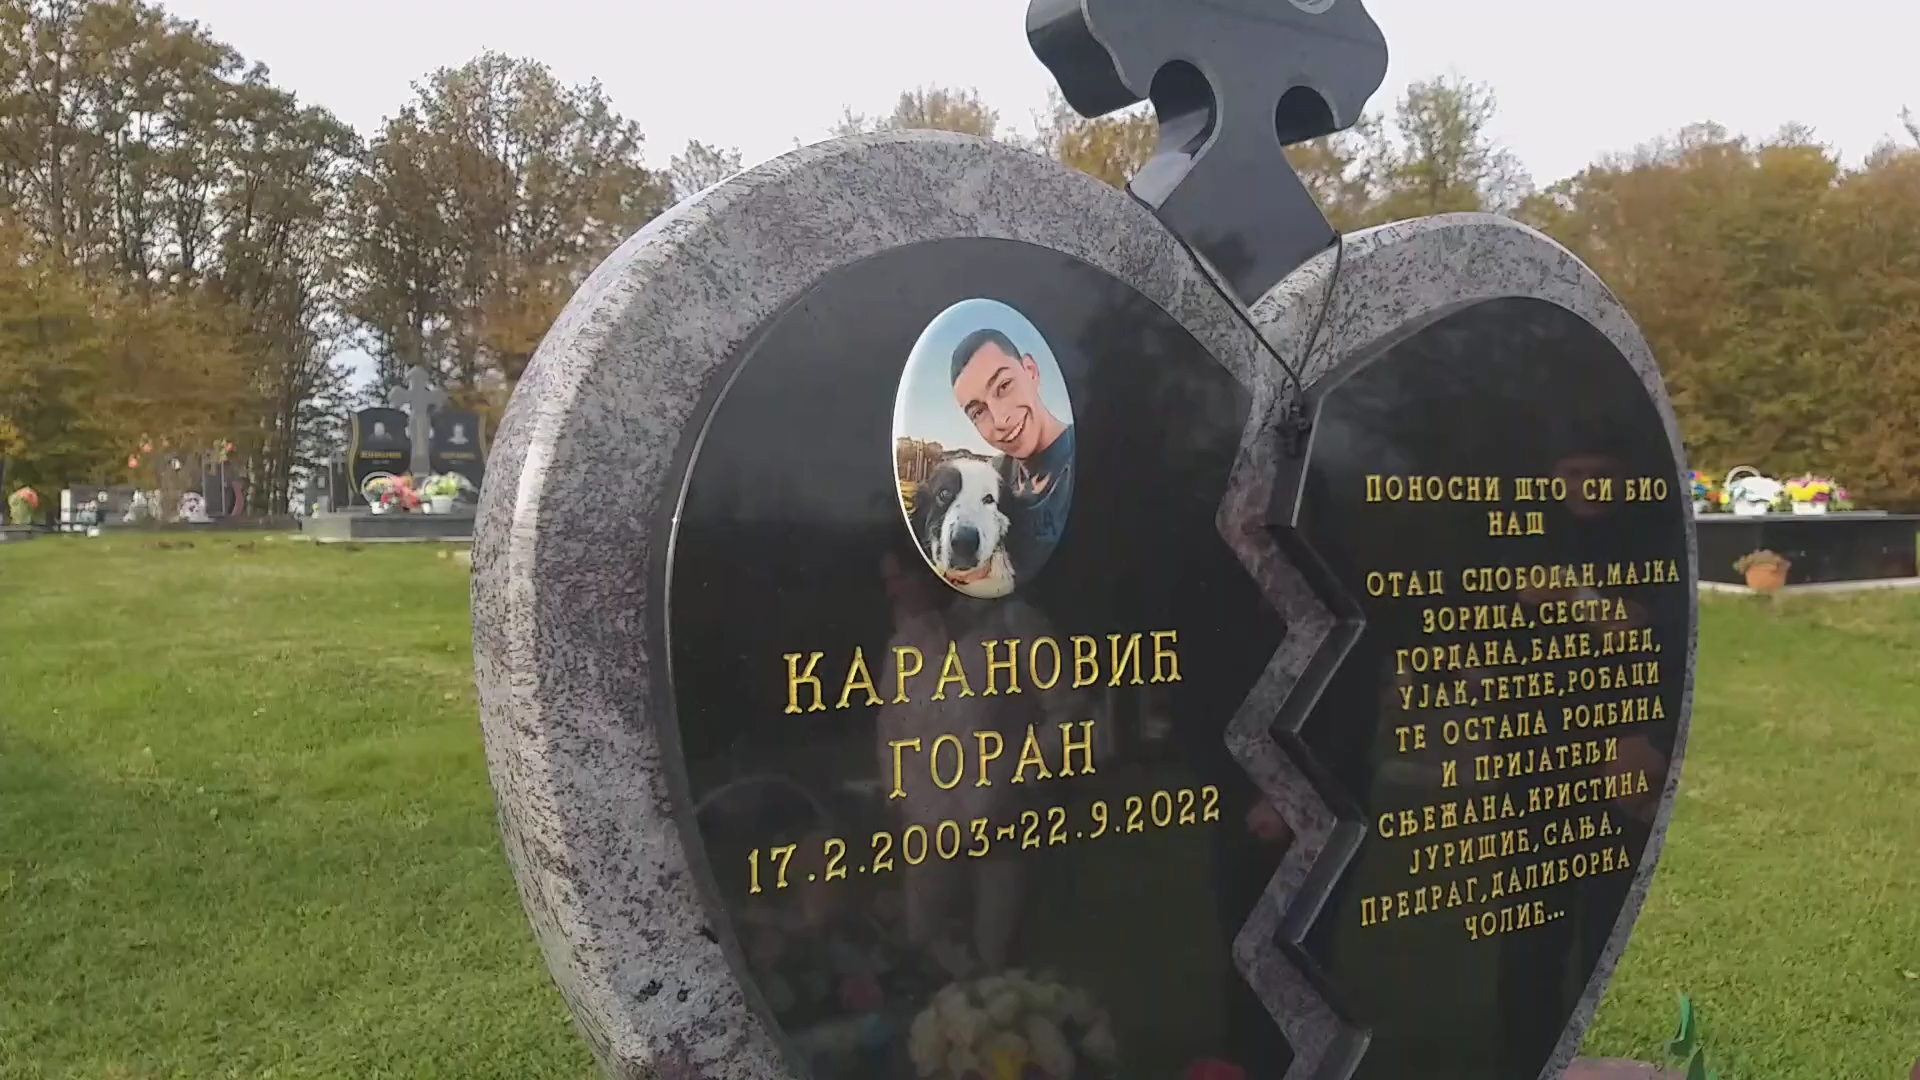 КАРАНОВИЋ
ГОРАН
17.2.2003~22.9.2022
ПОНОСНИ ШТО СИ БИО
НАШ
ОТАЦ СЛОБОДАН,МАЈКА
ЗОРИЦА,СЕСТРА
ГОРДАНА,БАКЕ,ДЈЕД,
УЈАК,ТЕТКЕ,РОЂАЦИ
ТЕ ОСТАЛА РОДБИНА
И ПРИЈАТЕЉИ
СЊЕЖАНА,КРИСТИНА
ЈУРИШИЋ,САЊА,
ПРЕДРАГ,ДАЛИБОРКА
ЧОЛИЋ...